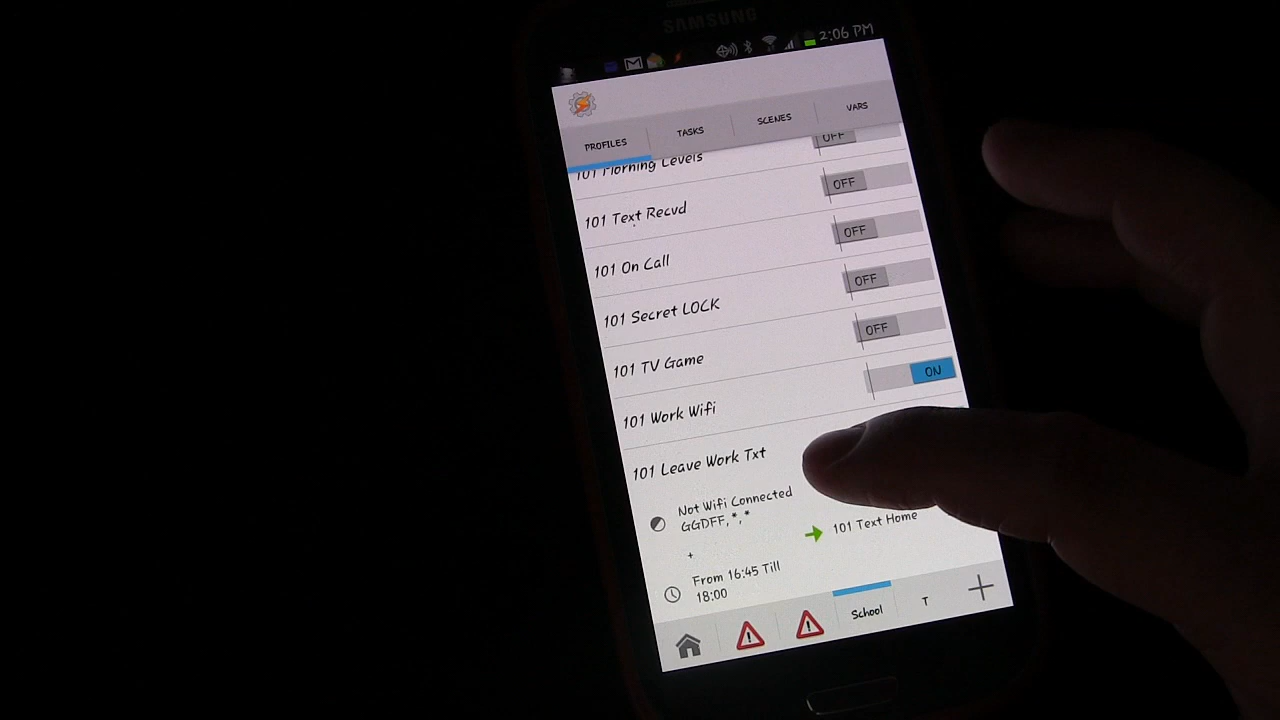 SAMSUNG
2:06 PM
PROFILES
TASKS
SCENES
VARS
OFF
101 Morning Levels
OFF
101 Text Recvd
OFF
101 On Call
OFF
101 Secret LOCK
OFF
101 TV Game
ON
101 Work Wifi
101 Leave Work Txt
Not Wifi Connected
GGDFF,*,*
101 Text Home
+
From 16:45 Till
18:00
School
T